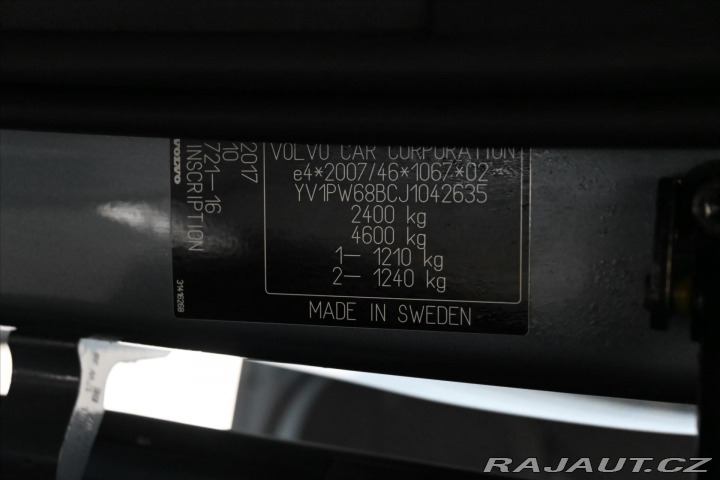 VOLVO CAR CORPORATION
e4*2007/46*1067*02
YV1PW68BCJ1042635
2400 kg
4600 kg
1- 1210 kg
2- 1240 kg
MADE IN SWEDEN
2017
10
721-16
INSCRIPTION
VOLVO
31416268
RAJAUT.CZ